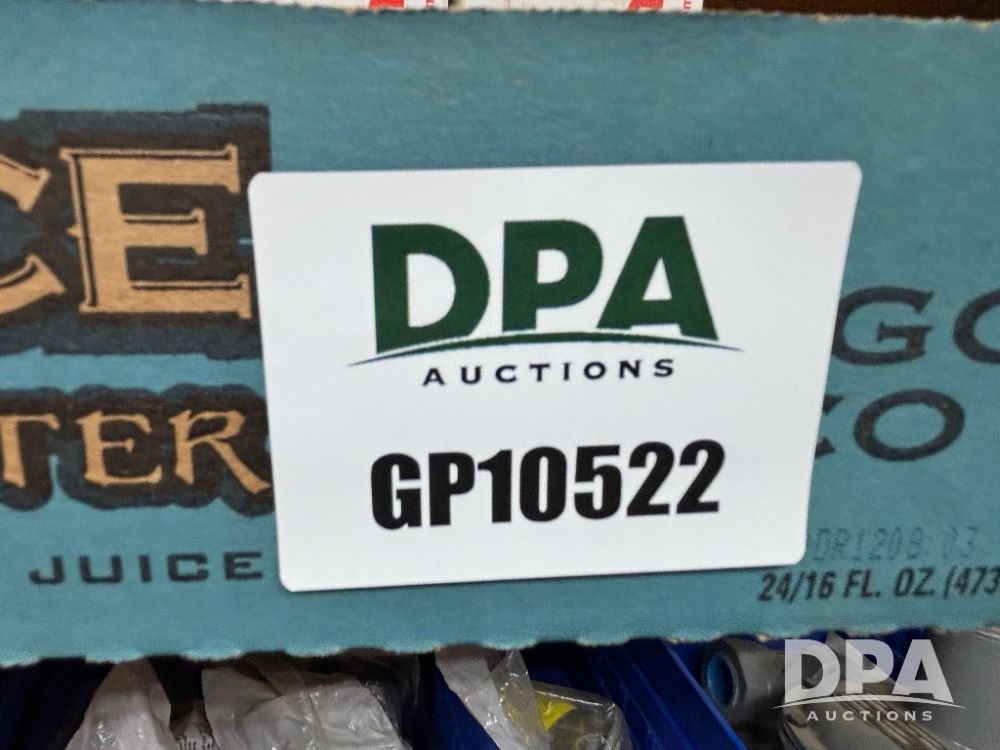 CE
TER
JUICE
DPA
AUCTIONS
GP10522
GO
CO
DR1208:03
24/16 FL. OZ. (473
DPA
AUCTIONS